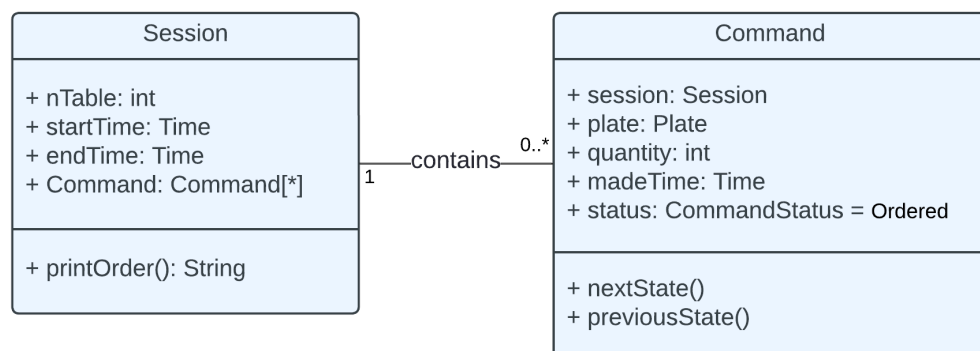 Session
+ nTable: int
+ startTime: Time
+ endTime: Time
+ Command: Command[*]
+ printOrder(): String
1
contains
0..*
Command
+ session: Session
+ plate: Plate
+ quantity: int
+ madeTime: Time
+ status: CommandStatus = Ordered
+ nextState()
+ previousState()